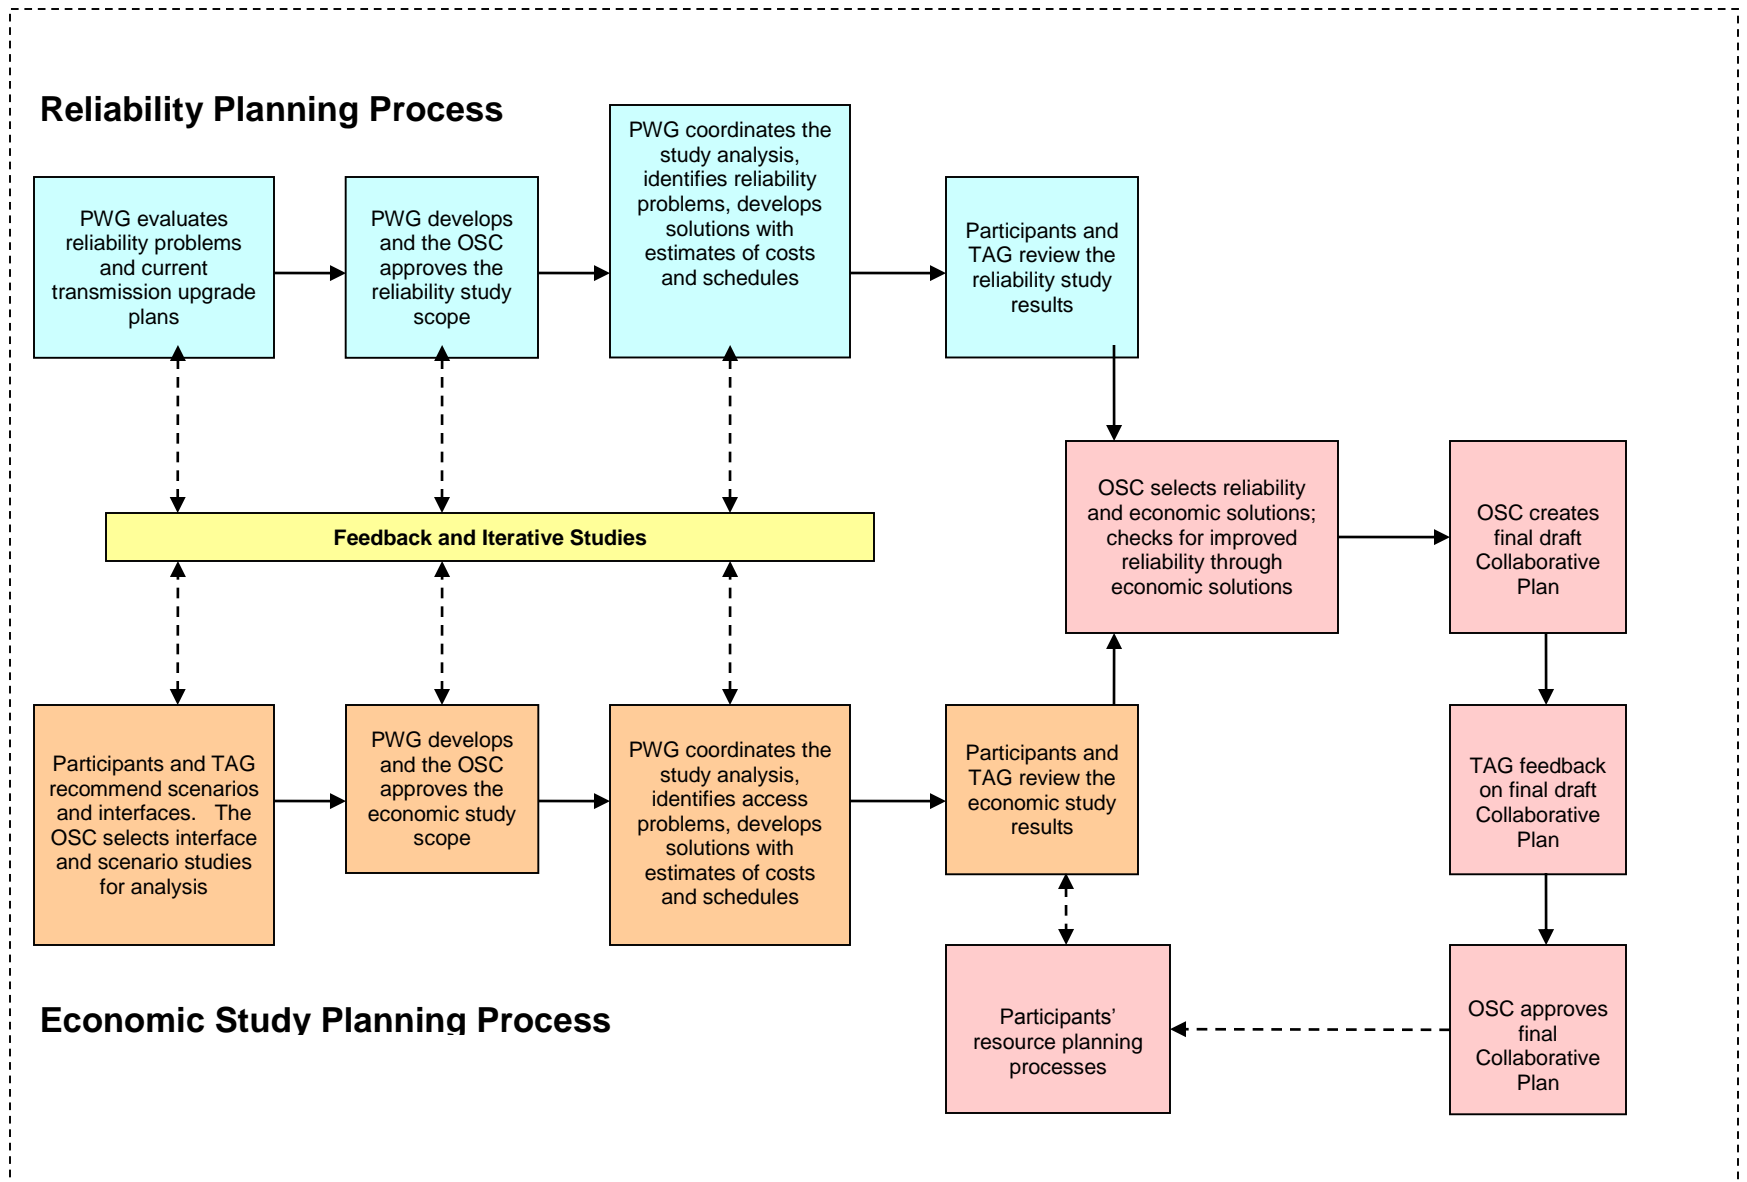 Reliability Planning Process
PWG evaluates
reliability problems
and current
transmission upgrade
plans
PWG develops
and the OSC
approves the
reliability study
scope
PWG coordinates the
study analysis,
identifies reliability
problems, develops
solutions with
estimates of costs
and schedules
Participants and
TAG review the
reliability study
results
Feedback and Iterative Studies
OSC selects reliability
and economic solutions;
checks for improved
reliability through
economic solutions
OSC creates
final draft
Collaborative
Plan
Participants and TAG
recommend scenarios
and interfaces.   The
OSC selects interface
and scenario studies
for analysis
PWG develops
and the OSC
approves the
economic study
scope
PWG coordinates the
study analysis,
identifies access
problems, develops
solutions with
estimates of costs
and schedules
Participants and
TAG review the
economic study
results
TAG feedback
on final draft
Collaborative
Plan
Economic Study Planning Process
Participants’
resource planning
processes
OSC approves
final
Collaborative
Plan